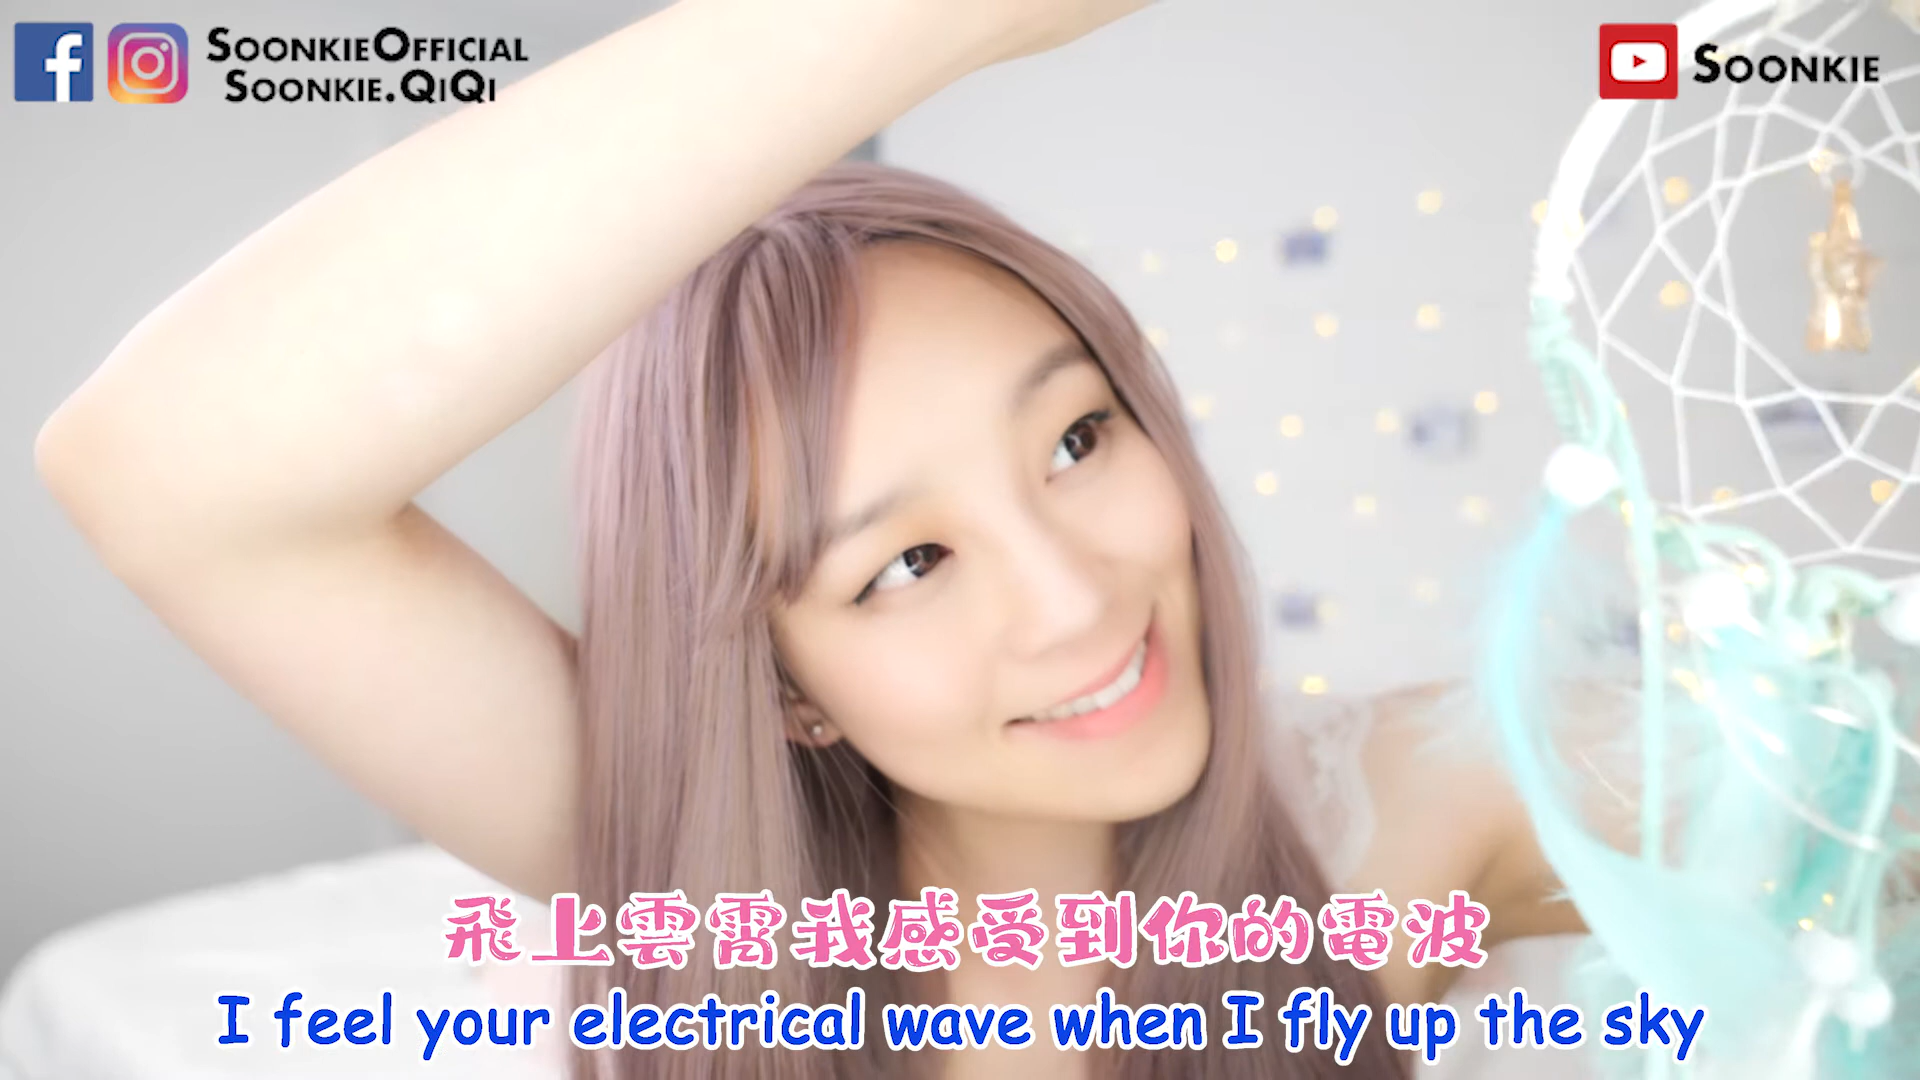 SoonkieOfficial
Soonkie.QiQi
Soonkie
飛上雲霄我感受到你的電波
I feel your electrical wave when I fly up the sky